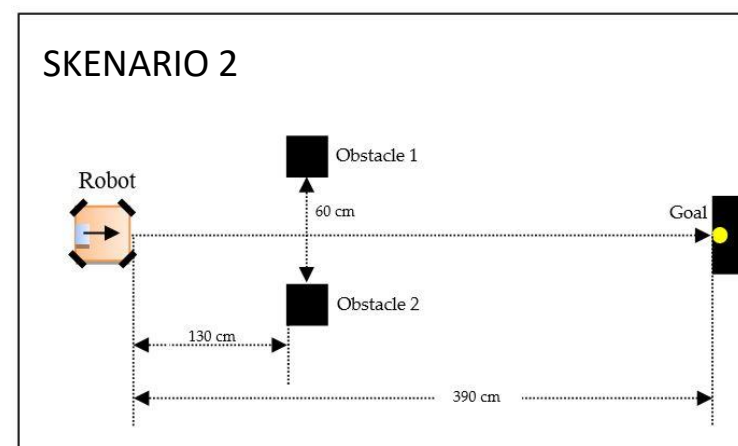 SKENARIO 2
Obstacle 1
Robot
60 cm
Goal
Obstacle 2
130 cm
390 cm